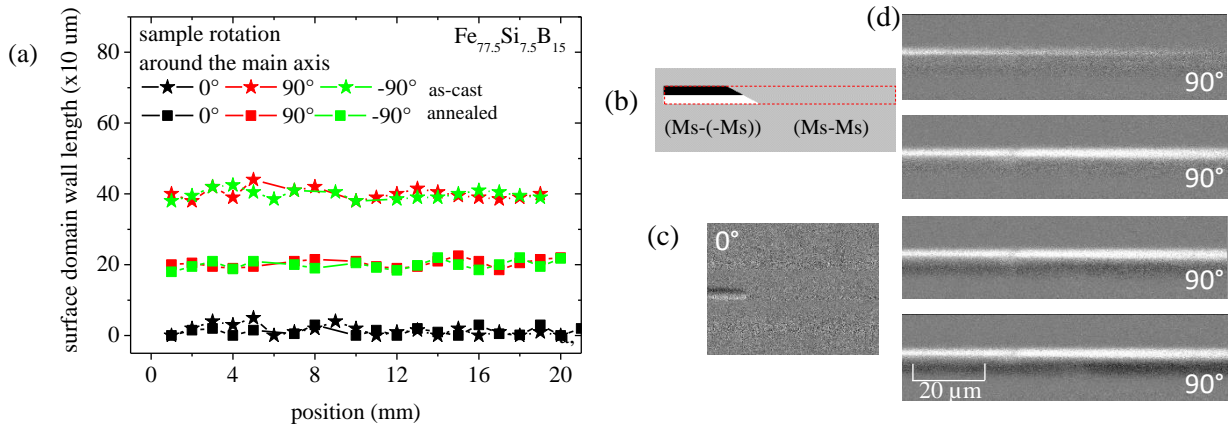 (a)
surface domain wall length (x10 um)
80
60
40
20
0
0
4
8
12
16
20
position (mm)
sample rotation
around the main axis
Fe77.5Si7.5B15
0° 90° -90° as-cast
0° 90° -90° annealed
(b)
(Ms-(-Ms)) (Ms-Ms)
(c)
0°
(d)
90°
90°
90°
20 µm
90°